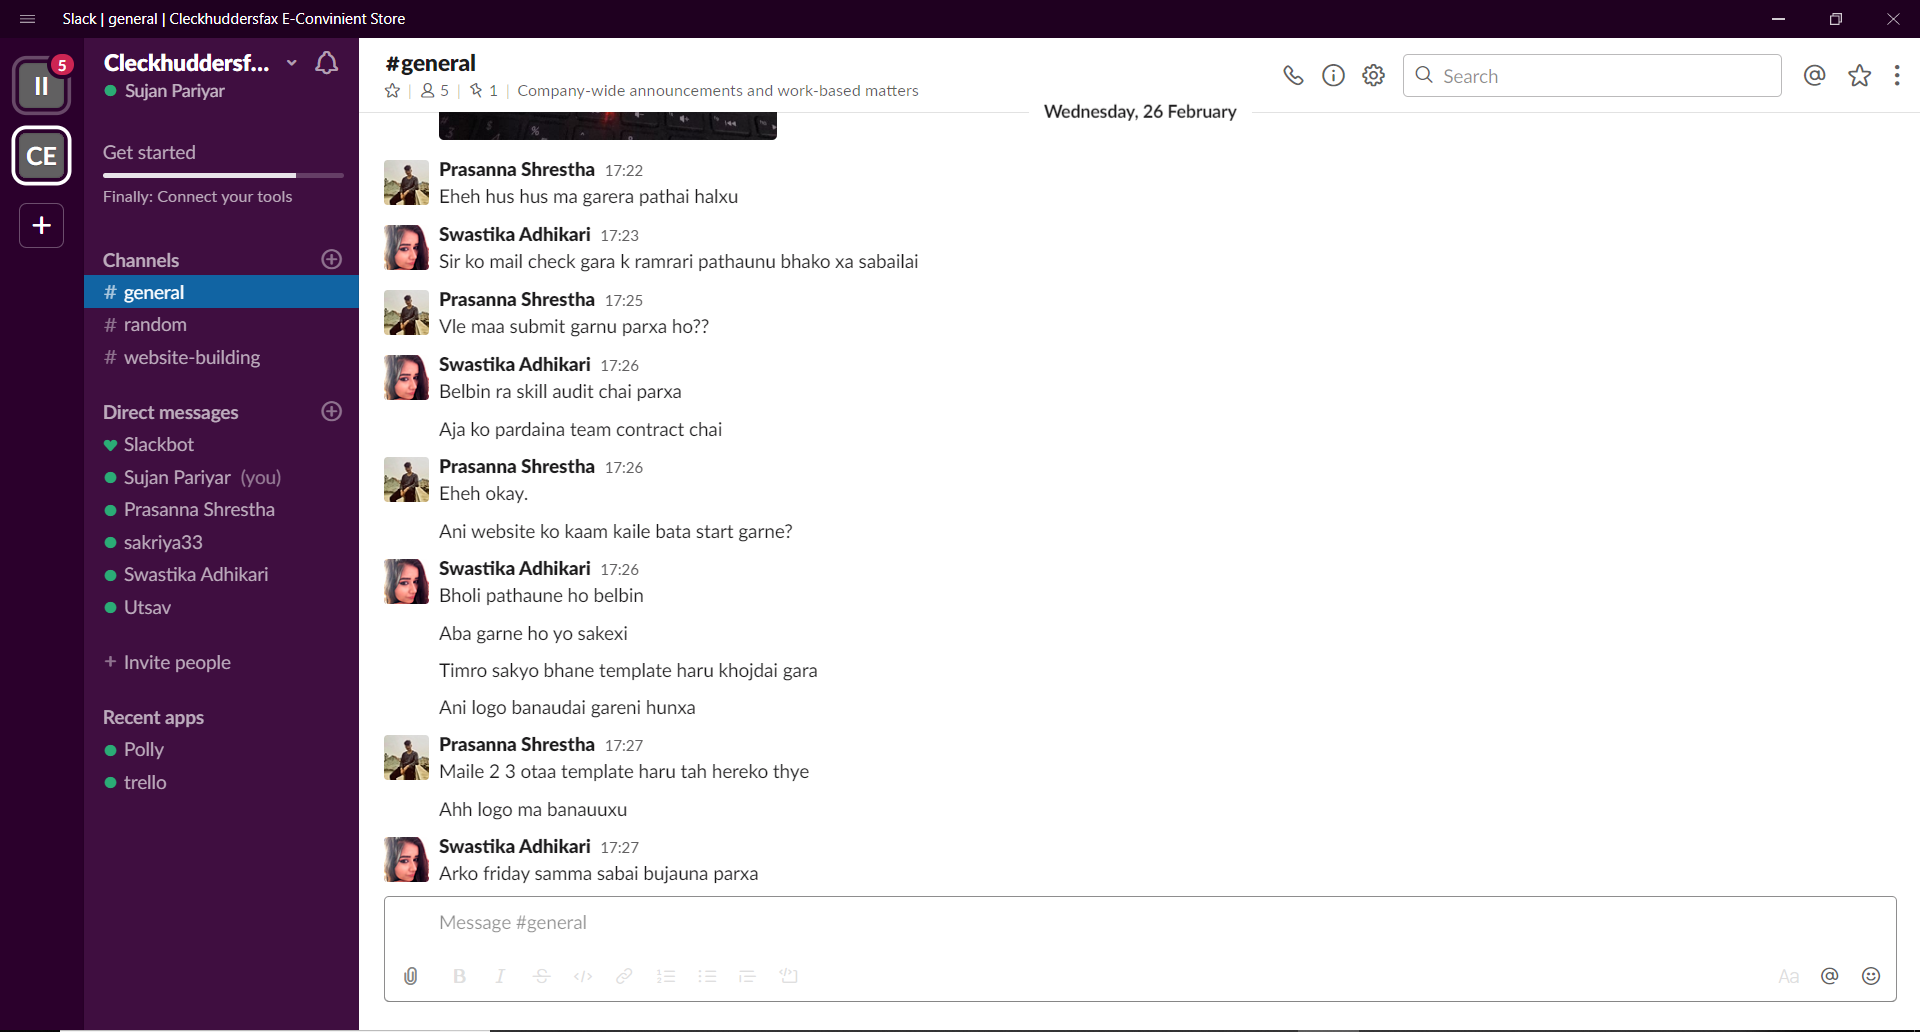 Slack | general | Cleckhuddersfax E-Convinient Store
II
5
CE
+
Cleckhuddersf...
Sujan Pariyar
Get started
Finally: Connect your tools
Channels
# general
# random
# website-building
Direct messages
Slackbot
Sujan Pariyar (you)
Prasanna Shrestha
sakriya33
Swastika Adhikari
Utsav
+ Invite people
Recent apps
Polly
trello
#general
5 | 1 | Company-wide announcements and work-based matters
Search
Wednesday, 26 February
Prasanna Shrestha 17:22
Eheh hus hus ma garera pathai halxu
Swastika Adhikari 17:23
Sir ko mail check gara k ramrari pathaunu bhako xa sabailai
Prasanna Shrestha 17:25
Vle maa submit garnu parxa ho??
Swastika Adhikari 17:26
Belbin ra skill audit chai parxa
Aja ko pardaina team contract chai
Prasanna Shrestha 17:26
Eheh okay.
Ani website ko kaam kaile bata start garne?
Swastika Adhikari 17:26
Bholi pathaune ho belbin
Aba garne ho yo sakexi
Timro sakyo bhane template haru khojdai gara
Ani logo banaudai gareni hunxa
Prasanna Shrestha 17:27
Maile 2 3 otaa template haru tah hereko thye
Ahh logo ma banauuxu
Swastika Adhikari 17:27
Arko friday samma sabai bujauna parxa
Message #general
B I S </> Aa @